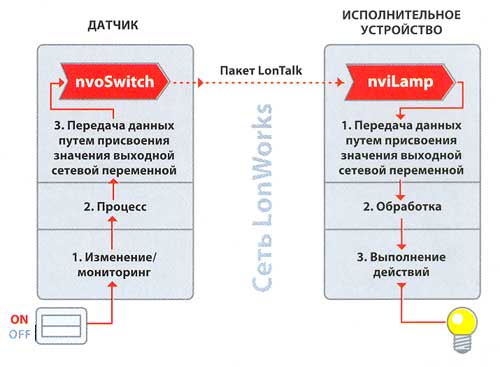 ДАТЧИК
ИСПОЛНИТЕЛЬНОЕ
УСТРОЙСТВО
nvoSwitch
Пакет LonTalk
nviLamp
3. Передача данных
путем присвоения
значения выходной
сетевой переменной
1. Передача данных
путем присвоения
значения выходной
сетевой переменной
2. Процесс
2. Обработка
1. Изменение/
мониторинг
3. Выполнение
действий
Сеть LonWorks
ON
OFF